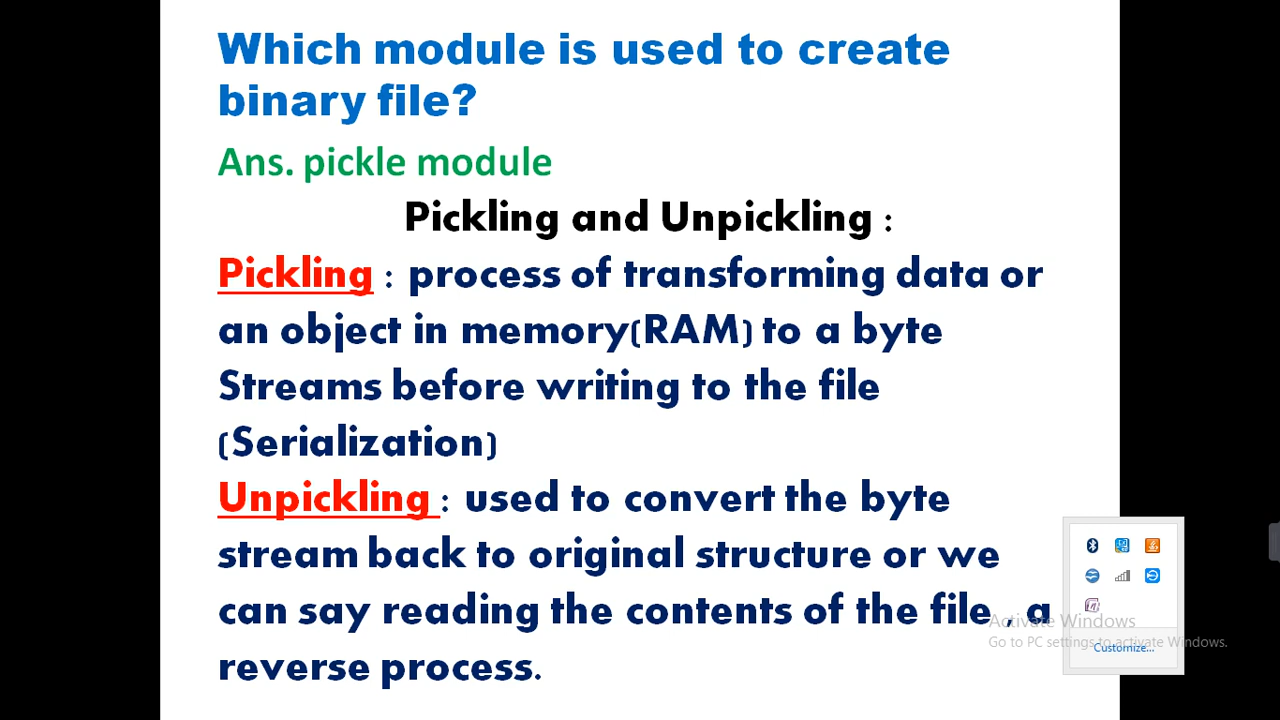 Which module is used to create
binary file?
Ans. pickle module
Pickling and Unpickling :
Pickling : process of transforming data or
an object in memory(RAM) to a byte
Streams before writing to the file
(Serialization)
Unpickling : used to convert the byte
stream back to original structure or we
can say reading the contents of the file , a
reverse process.
Activate Windows
Go to PC settings to activate Windows.
Customize...